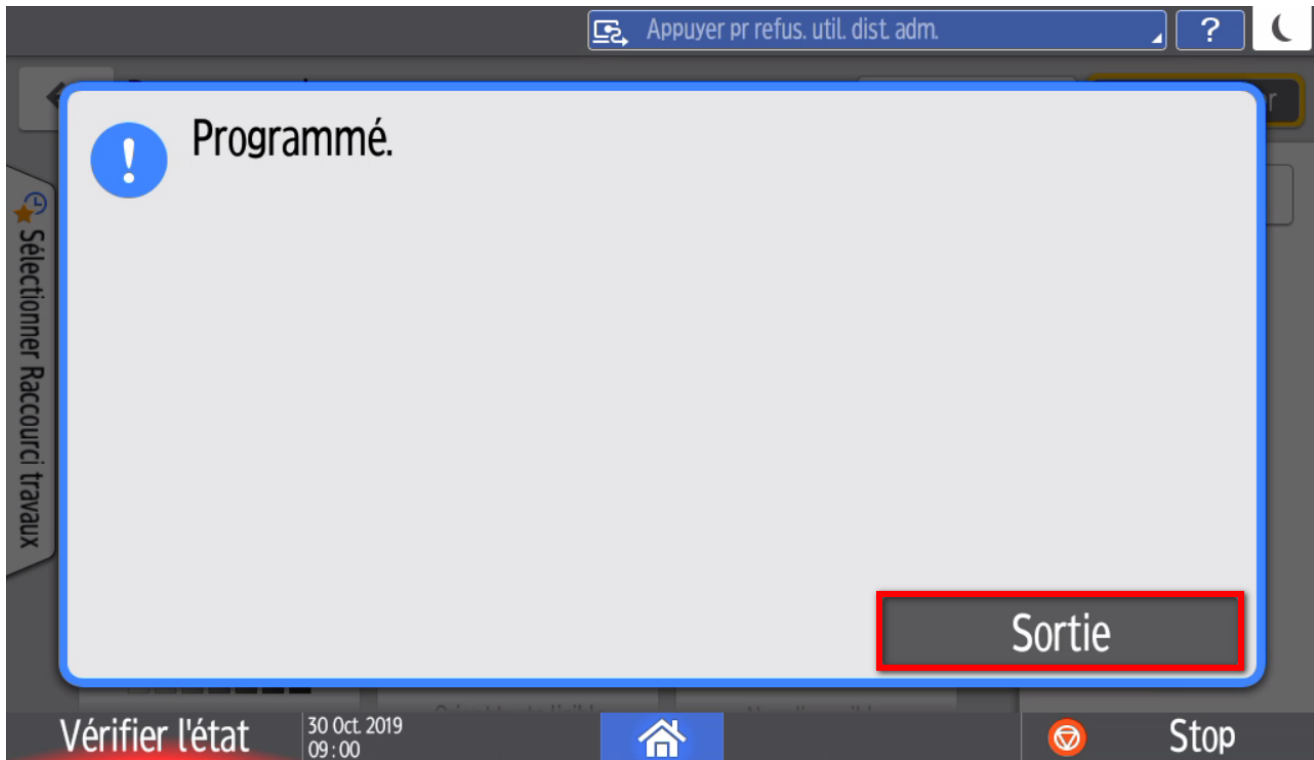 Appuyer pr refus. util. dist. adm.
?
Programmé.
Sélectionner Raccourci travaux
Sortie
Vérifier l'état
30 Oct. 2019
09:00
Stop